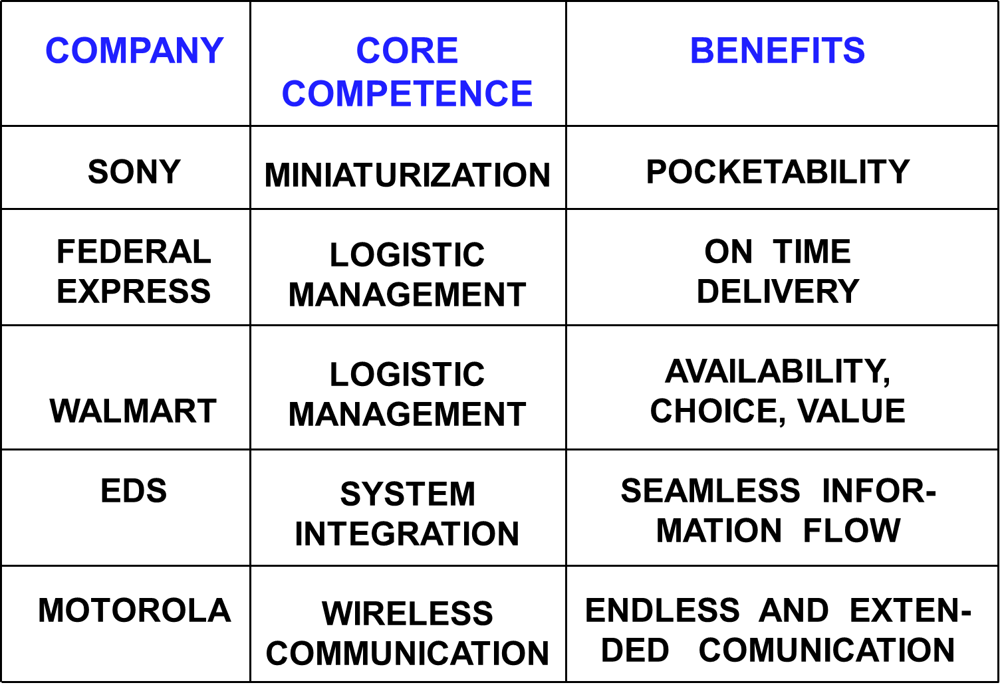 COMPANY
CORE
COMPETENCE
BENEFITS
SONY
MINIATURIZATION
POCKETABILITY
FEDERAL
EXPRESS
LOGISTIC
MANAGEMENT
ON TIME
DELIVERY
WALMART
LOGISTIC
MANAGEMENT
AVAILABILITY,
CHOICE, VALUE
EDS
SYSTEM
INTEGRATION
SEAMLESS INFOR-
MATION FLOW
MOTOROLA
WIRELESS
COMMUNICATION
ENDLESS AND EXTEN-
DED COMUNICATION